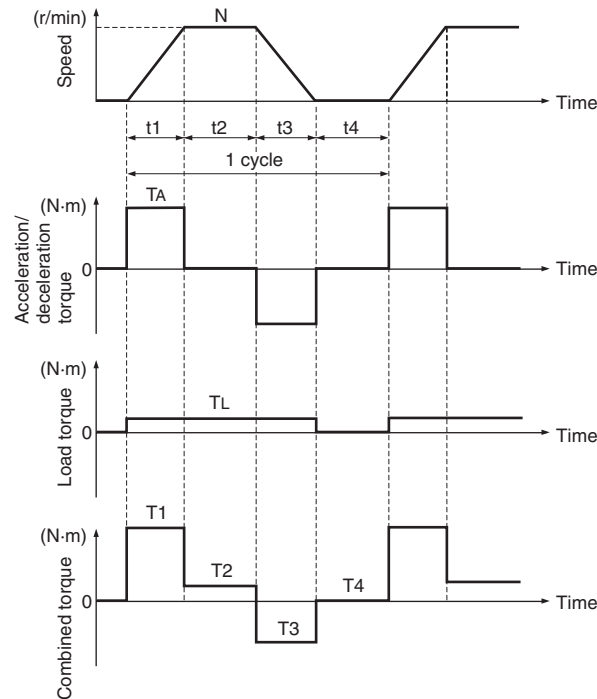 (r/min)
N
Speed
Time
t1 t2 t3 t4
1 cycle
(N·m)
TA
Acceleration/
deceleration
torque
0
Time
(N·m)
TL
Load torque
0
Time
T1
(N·m)
T2
T4
Combined torque
0
Time
T3